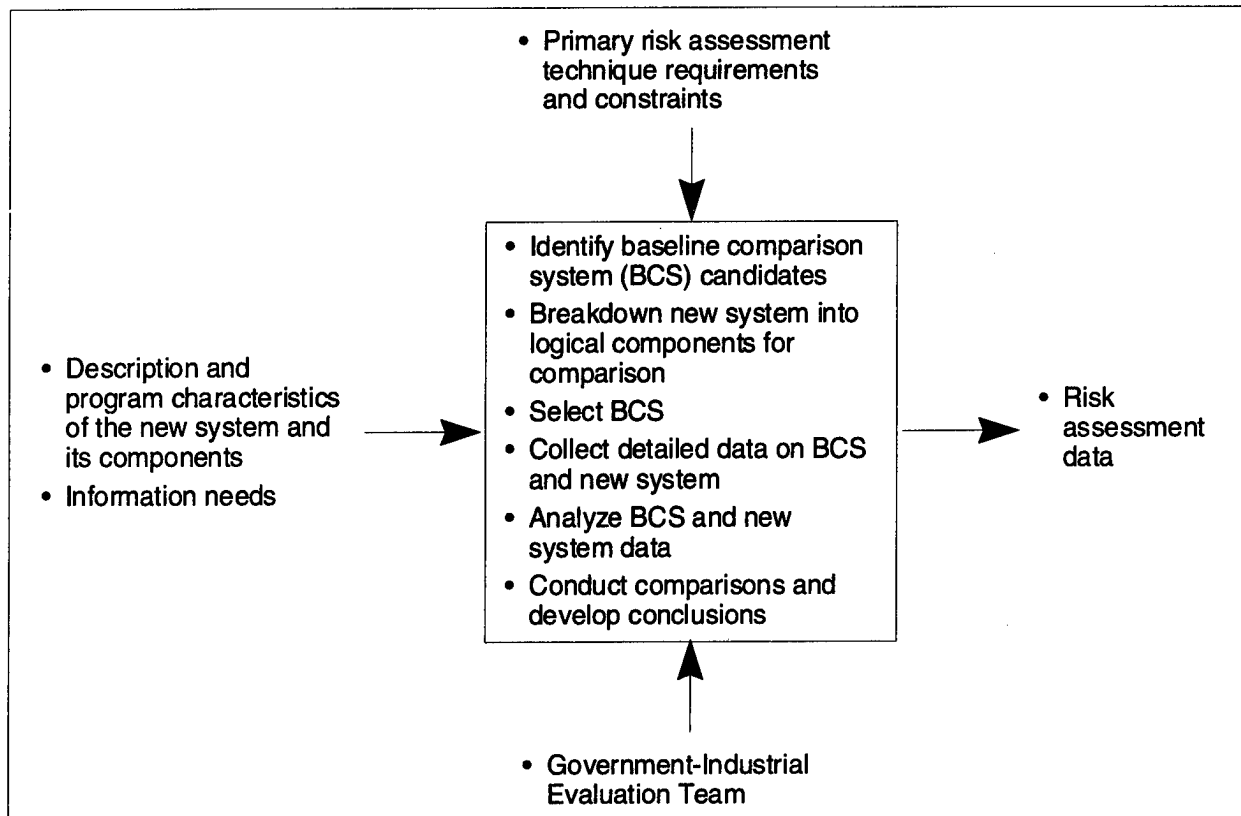 • Primary risk assessment
technique requirements
and constraints
• Identify baseline comparison
system (BCS) candidates
• Breakdown new system into
logical components for
comparison
• Select BCS
• Collect detailed data on BCS
and new system
• Analyze BCS and new
system data
• Conduct comparisons and
develop conclusions
• Description and
program characteristics
of the new system and
its components
• Information needs
• Risk
assessment
data
• Government-Industrial
Evaluation Team